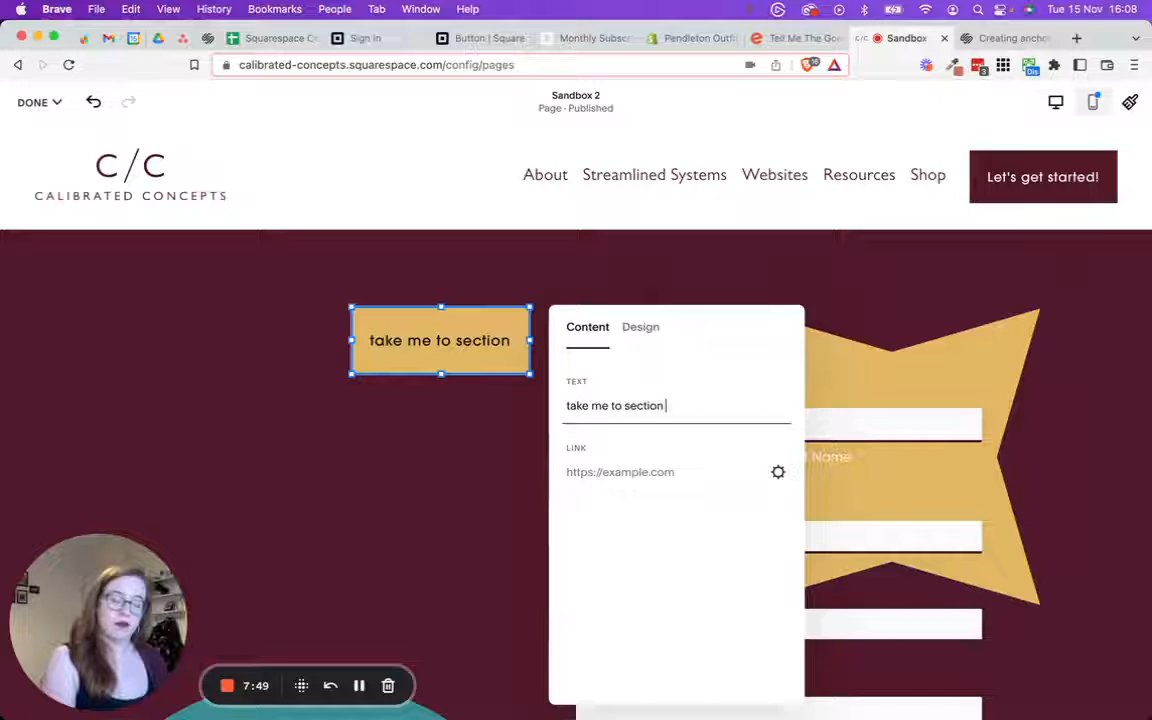 Brave File Edit View History Bookmarks People Tab Window Help Tue 15 Nov 16:08
Squarespace C Sign In Button | Square Monthly Subsc Pendleton Outf Tell Me The Go Sandbox Creating ancho
calibrated-concepts.squarespace.com/config/pages
DONE
Sandbox 2
Page · Published
C/C
CALIBRATED CONCEPTS
About Streamlined Systems Websites Resources Shop Let's get started!
take me to section
Content Design
TEXT
take me to section
LINK
https://example.com
Name
7:49